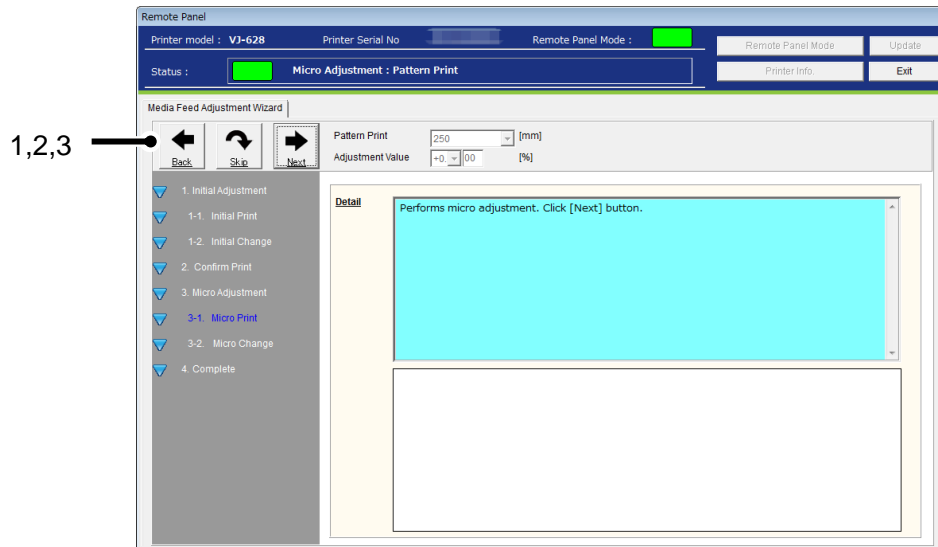 Remote Panel
Printer model : VJ-628 Printer Serial No Remote Panel Mode : Remote Panel Mode Update
Status : Micro Adjustment : Pattern Print Printer Info. Exit
Media Feed Adjustment Wizard
1,2,3
Back Skip Next
Pattern Print 250 [mm]
Adjustment Value +0. 00 [%]
1. Initial Adjustment
1-1. Initial Print
1-2. Initial Change
2. Confirm Print
3. Micro Adjustment
3-1. Micro Print
3-2. Micro Change
4. Complete
Detail
Performs micro adjustment. Click [Next] button.